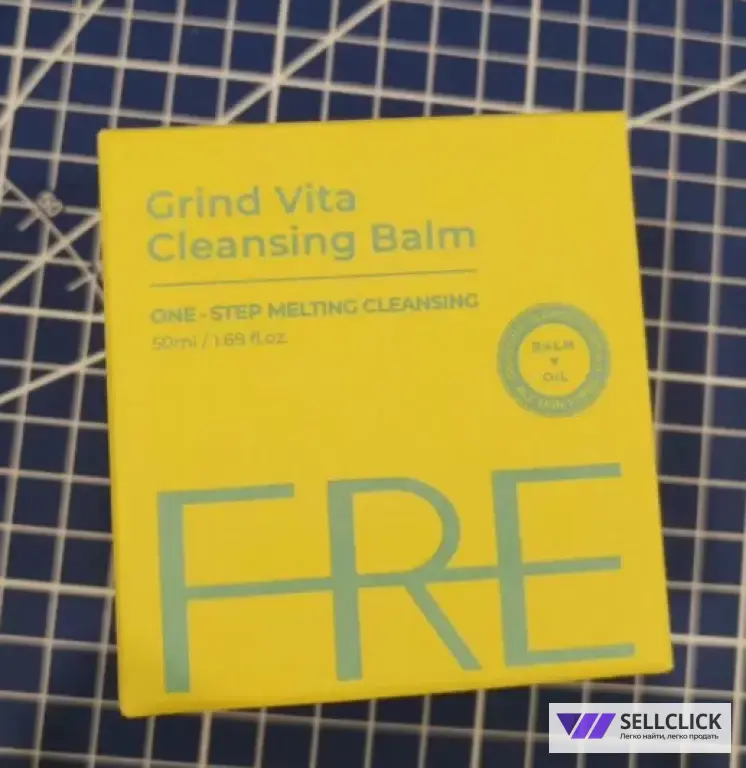 Grind Vita
Cleansing Balm
ONE-STEP MELTING CLEANSING
50ml / 1.69 fl.oz
BALM
OIL
FRE
SELLCLICK
Легко найти, легко продать